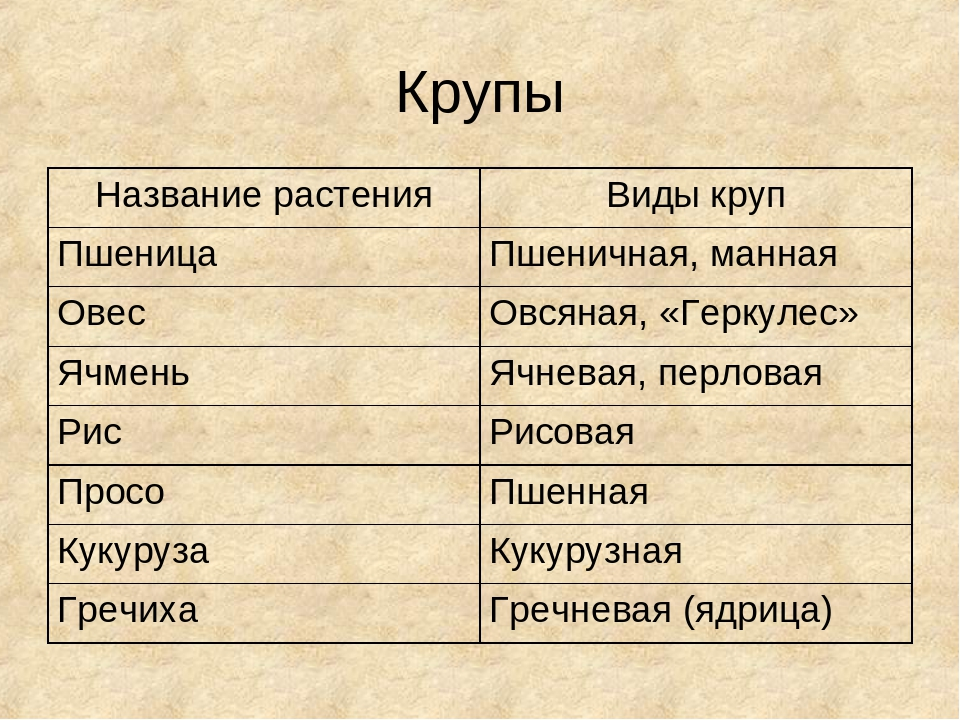 Крупы
Название растения Виды круп
Пшеница Пшеничная, манная
Овес Овсяная, «Геркулес»
Ячмень Ячневая, перловая
Рис Рисовая
Просо Пшенная
Кукуруза Кукурузная
Гречиха Гречневая (ядрица)